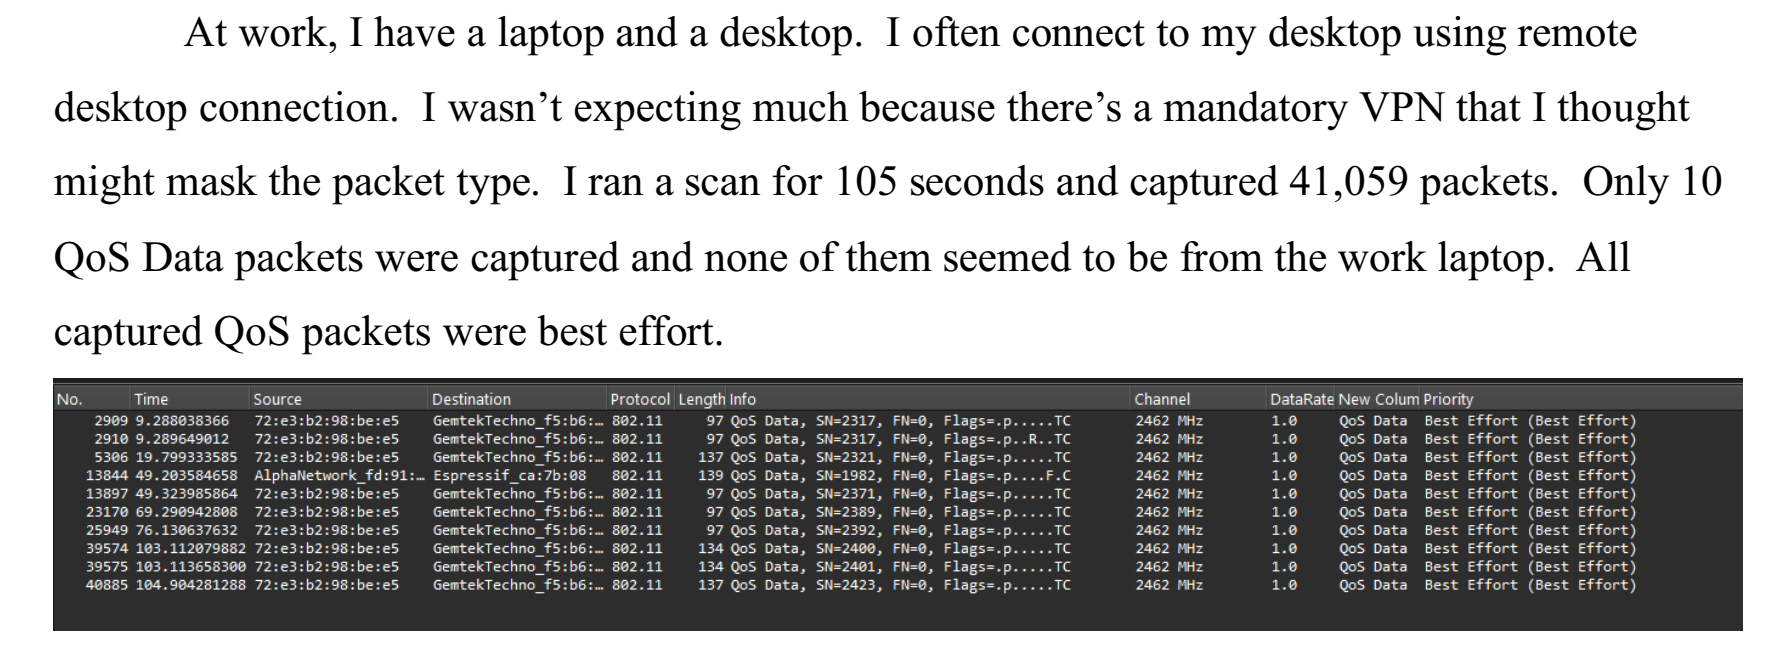 At work, I have a laptop and a desktop.  I often connect to my desktop using remote
desktop connection.  I wasn’t expecting much because there’s a mandatory VPN that I thought
might mask the packet type.  I ran a scan for 105 seconds and captured 41,059 packets.  Only 10
QoS Data packets were captured and none of them seemed to be from the work laptop.  All
captured QoS packets were best effort.
No. Time Source Destination Protocol Length Info Channel DataRate New Colum Priority
2909 9.288038366 72:e3:b2:98:be:e5 GemtekTechno_f5:b6:… 802.11 97 QoS Data, SN=2317, FN=0, Flags=.p.....TC 2462 MHz 1.0 QoS Data Best Effort (Best Effort)
2910 9.289649012 72:e3:b2:98:be:e5 GemtekTechno_f5:b6:… 802.11 97 QoS Data, SN=2317, FN=0, Flags=.p..R..TC 2462 MHz 1.0 QoS Data Best Effort (Best Effort)
5306 19.799333585 72:e3:b2:98:be:e5 GemtekTechno_f5:b6:… 802.11 137 QoS Data, SN=2321, FN=0, Flags=.p.....TC 2462 MHz 1.0 QoS Data Best Effort (Best Effort)
13844 49.203584658 AlphaNetwork_fd:91:… Espressif_ca:7b:08 802.11 139 QoS Data, SN=1982, FN=0, Flags=.p....F.C 2462 MHz 1.0 QoS Data Best Effort (Best Effort)
13897 49.323985864 72:e3:b2:98:be:e5 GemtekTechno_f5:b6:… 802.11 97 QoS Data, SN=2371, FN=0, Flags=.p.....TC 2462 MHz 1.0 QoS Data Best Effort (Best Effort)
23170 69.290942808 72:e3:b2:98:be:e5 GemtekTechno_f5:b6:… 802.11 97 QoS Data, SN=2389, FN=0, Flags=.p.....TC 2462 MHz 1.0 QoS Data Best Effort (Best Effort)
25949 76.130637632 72:e3:b2:98:be:e5 GemtekTechno_f5:b6:… 802.11 97 QoS Data, SN=2392, FN=0, Flags=.p.....TC 2462 MHz 1.0 QoS Data Best Effort (Best Effort)
39574 103.112079882 72:e3:b2:98:be:e5 GemtekTechno_f5:b6:… 802.11 134 QoS Data, SN=2400, FN=0, Flags=.p.....TC 2462 MHz 1.0 QoS Data Best Effort (Best Effort)
39575 103.113658300 72:e3:b2:98:be:e5 GemtekTechno_f5:b6:… 802.11 134 QoS Data, SN=2401, FN=0, Flags=.p.....TC 2462 MHz 1.0 QoS Data Best Effort (Best Effort)
40885 104.904281288 72:e3:b2:98:be:e5 GemtekTechno_f5:b6:… 802.11 137 QoS Data, SN=2423, FN=0, Flags=.p.....TC 2462 MHz 1.0 QoS Data Best Effort (Best Effort)